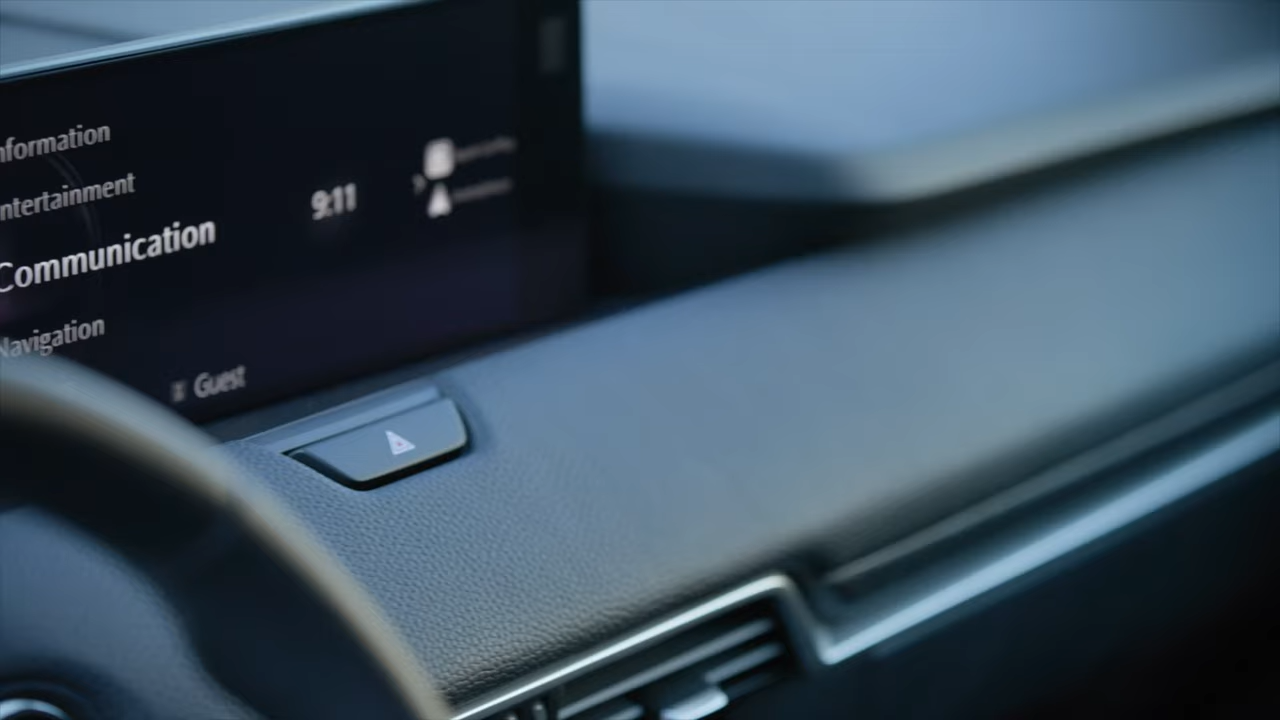 nformation
ntertainment
Communication
9:11
Navigation
Guest